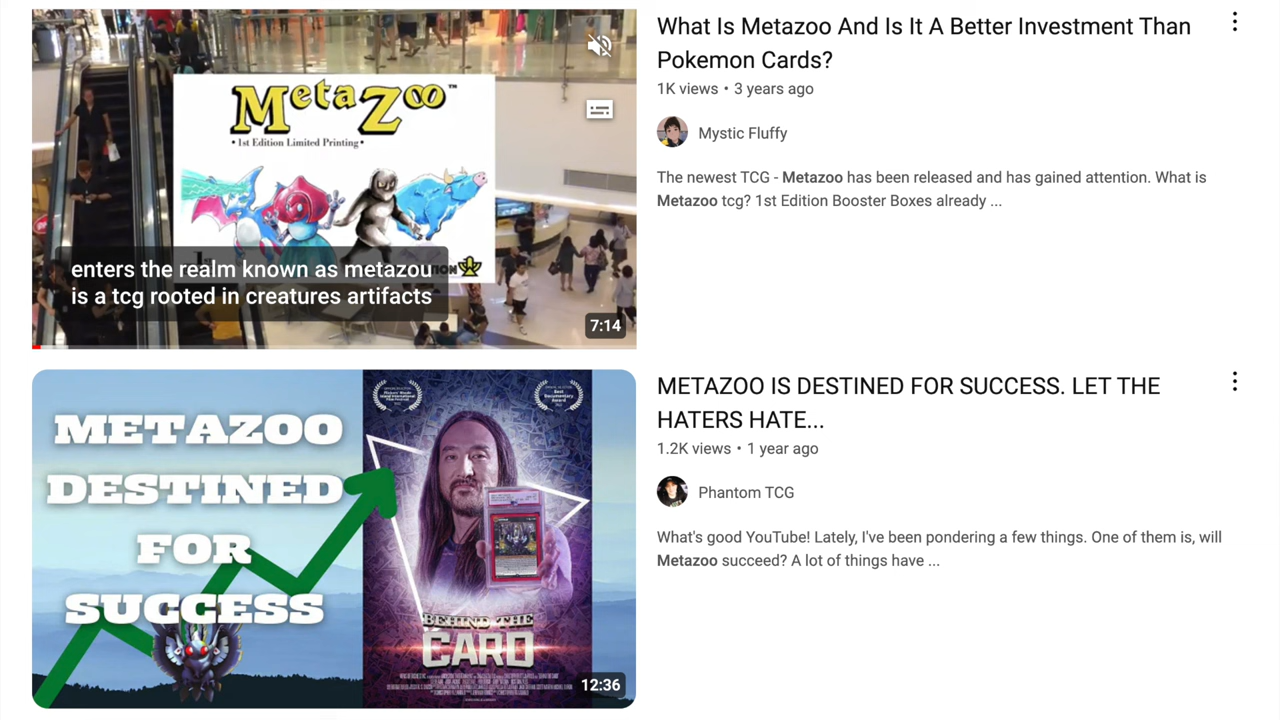 What Is Metazoo And Is It A Better Investment Than
Pokemon Cards?
1K views • 3 years ago
Mystic Fluffy
The newest TCG - Metazoo has been released and has gained attention. What is
Metazoo tcg? 1st Edition Booster Boxes already ...
MetaZoo™
• 1st Edition Limited Printing •
enters the realm known as metazou
is a tcg rooted in creatures artifacts
7:14
METAZOO IS DESTINED FOR SUCCESS. LET THE
HATERS HATE...
1.2K views • 1 year ago
Phantom TCG
What's good YouTube! Lately, I've been pondering a few things. One of them is, will
Metazoo succeed? A lot of things have ...
METAZOO
DESTINED
FOR
SUCCESS
Best
Documentary
Award
BEHIND THE
CARD
12:36